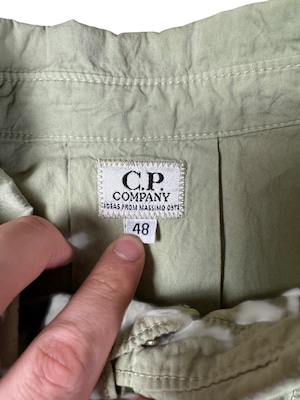 C.P.
COMPANY
IDEAS FROM MASSIMO OSTI
48